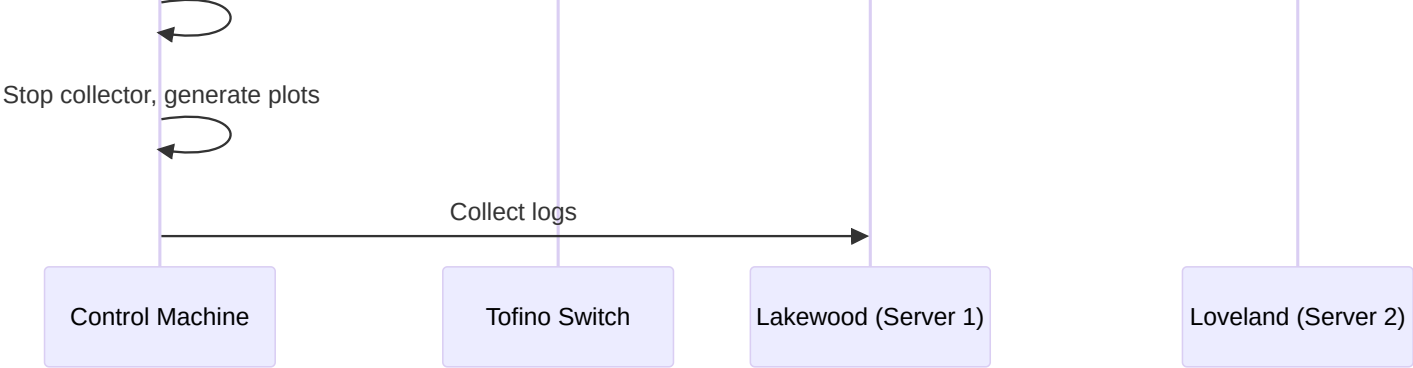 Stop collector, generate plots
Collect logs
Control Machine
Tofino Switch
Lakewood (Server 1)
Loveland (Server 2)